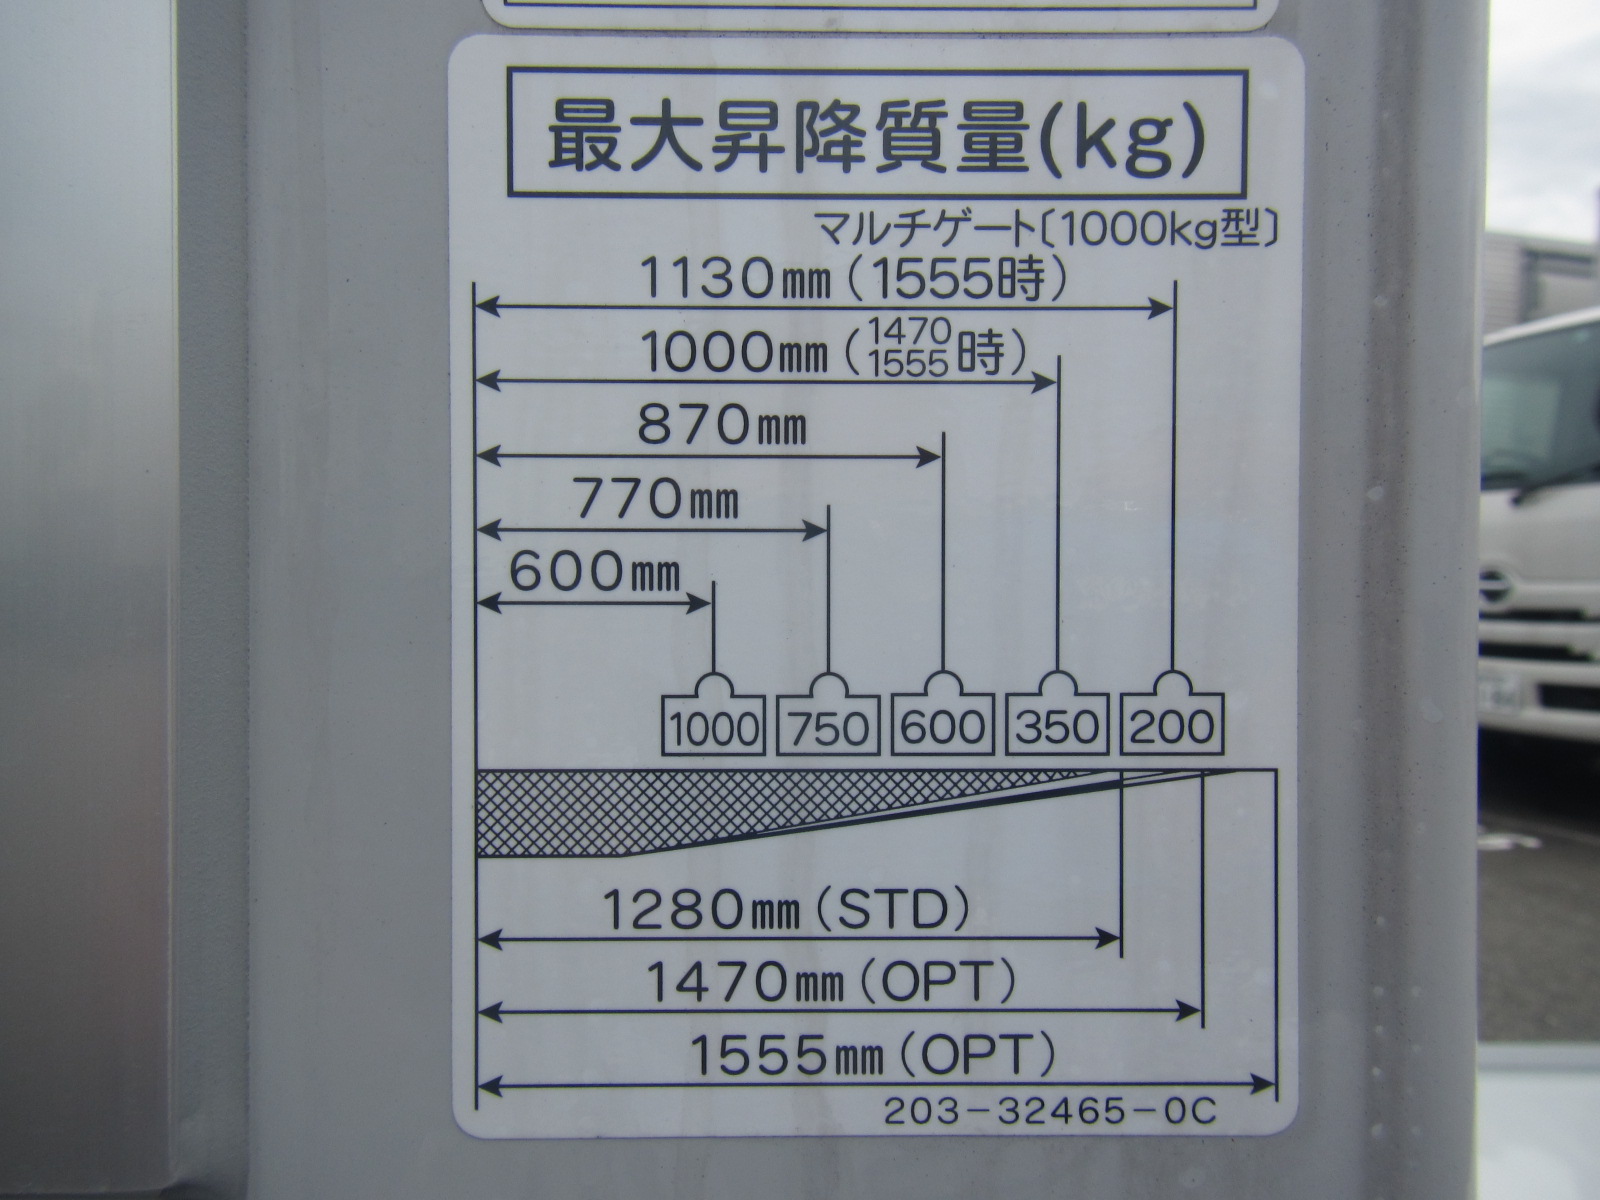 最大昇降質量(kg)
マルチゲート〔1000kg型〕
1130mm(1555時)
1000mm(1470 1555時)
870mm
770mm
600mm
1000 750 600 350 200
1280mm(STD)
1470mm(OPT)
1555mm(OPT)
203-32465-0C